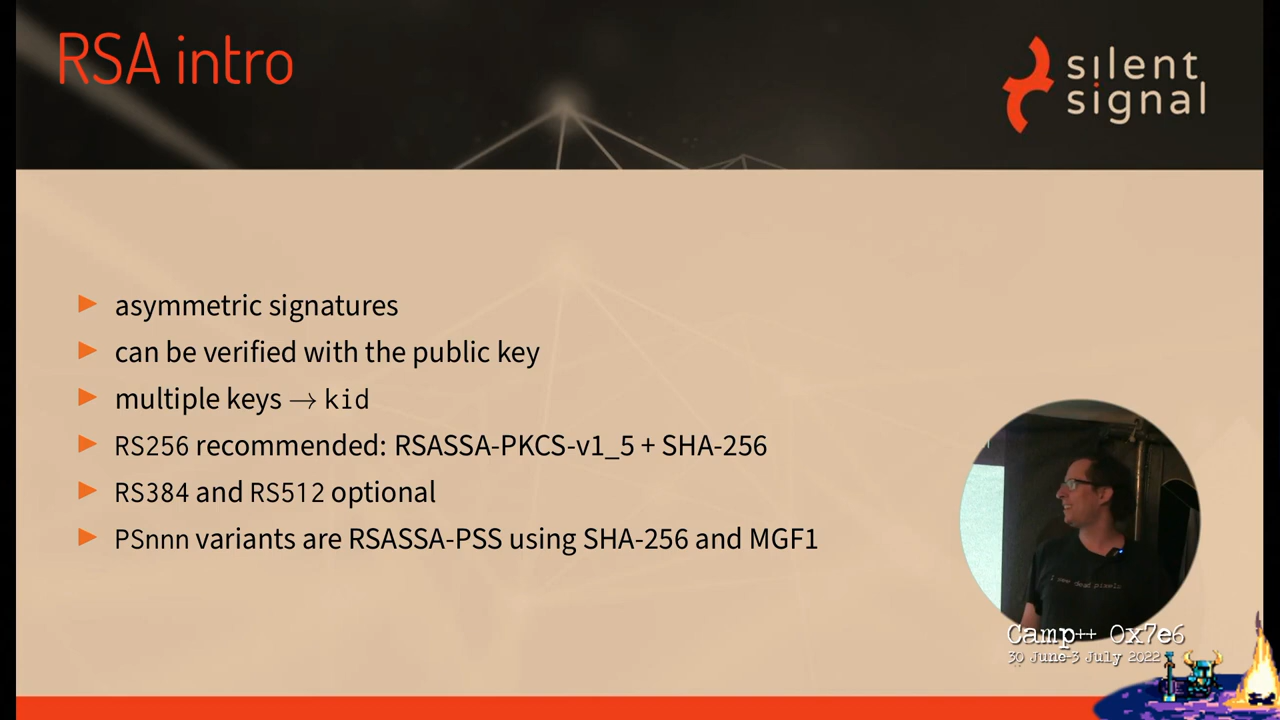 RSA intro
silent
signal
asymmetric signatures
can be verified with the public key
multiple keys → kid
RS256 recommended: RSASSA-PKCS-v1_5 + SHA-256
RS384 and RS512 optional
PSnnn variants are RSASSA-PSS using SHA-256 and MGF1
dead pixels
Camp++ 0x7e6
30 June-3 July 2022